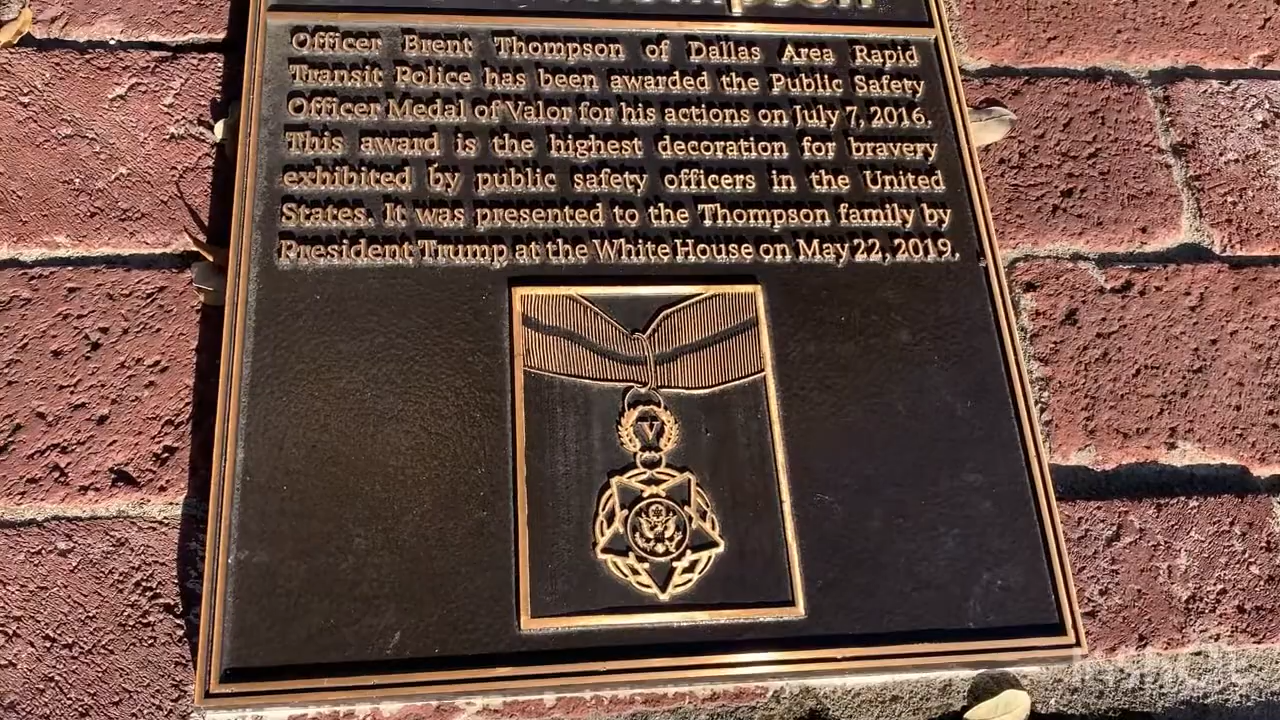 Thompson
Officer Brent Thompson of Dallas Area Rapid
Transit Police has been awarded the Public Safety
Officer Medal of Valor for his actions on July 7, 2016.
This award is the highest decoration for bravery
exhibited by public safety officers in the United
States. It was presented to the Thompson family by
President Trump at the White House on May 22, 2019.
V